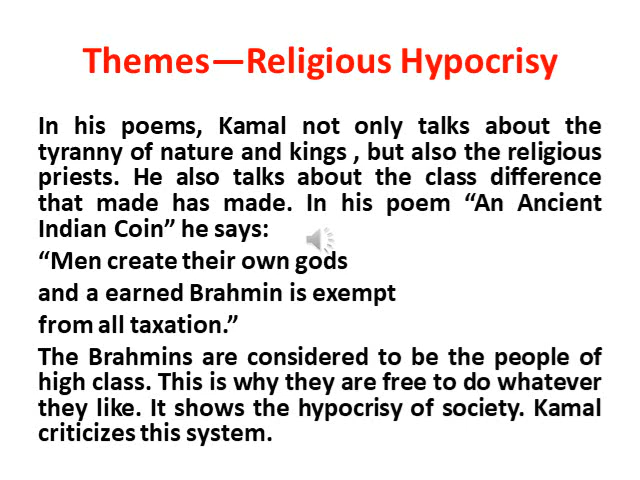 Themes—Religious Hypocrisy
In his poems, Kamal not only talks about the
tyranny of nature and kings , but also the religious
priests. He also talks about the class difference
that made has made. In his poem “An Ancient
Indian Coin” he says:
“Men create their own gods
and a earned Brahmin is exempt
from all taxation.”
The Brahmins are considered to be the people of
high class. This is why they are free to do whatever
they like. It shows the hypocrisy of society. Kamal
criticizes this system.